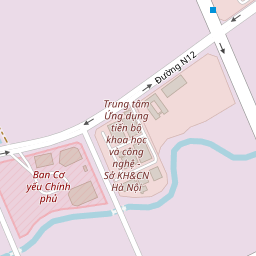 Đường N12
Trung tâm
Ứng dụng
tiến bộ
khoa học
và công
nghệ -
Sở KH&CN
Hà Nội
Ban Cơ
yếu Chính
phủ